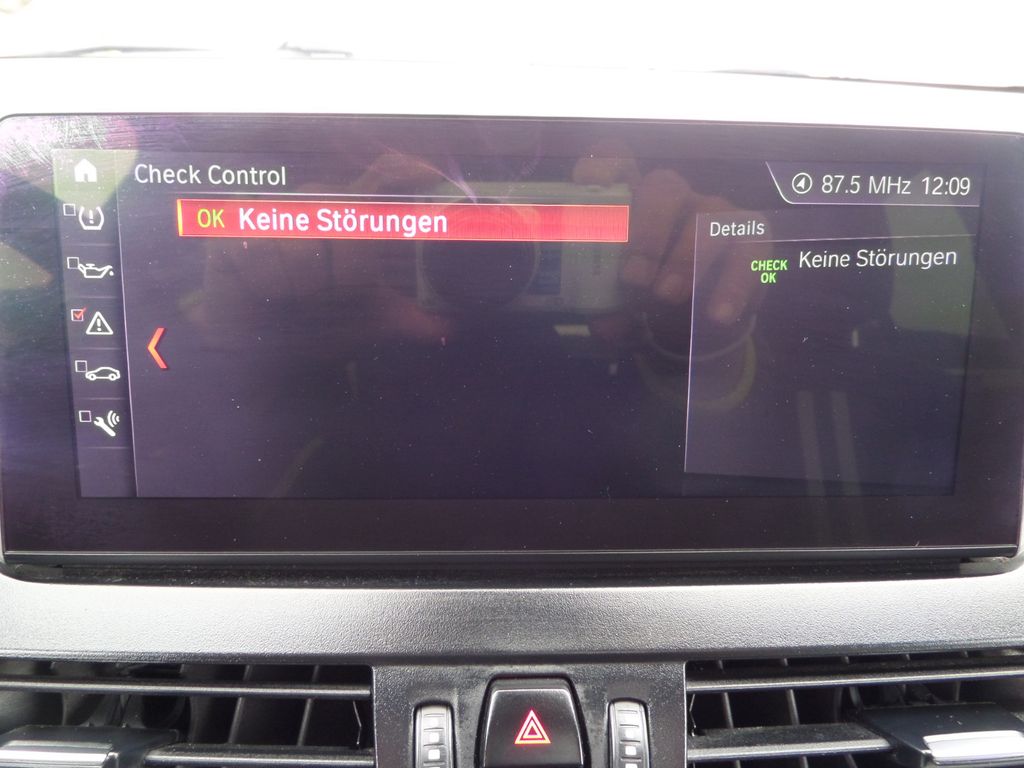 Check Control
87.5 MHz 12:09
OK Keine Störungen
Details
CHECK OK Keine Störungen